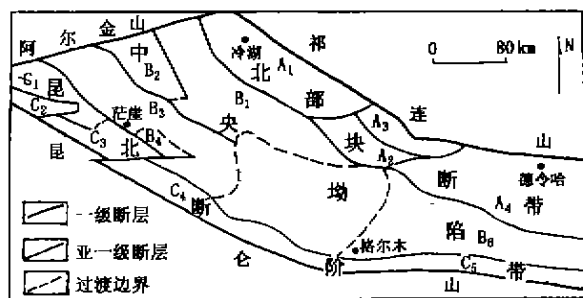 阿尔金山
祁连山
昆仑山
北部块断带
中央坳陷
昆北断阶带
冷湖
茫崖
德令哈
格尔木
A₁
A₂
A₃
A₄
B₁
B₂
B₃
B₄
B₆
G₁
C₂
C₃
C₄
C₅
0 80 km
N
一级断层
亚一级断层
过渡边界